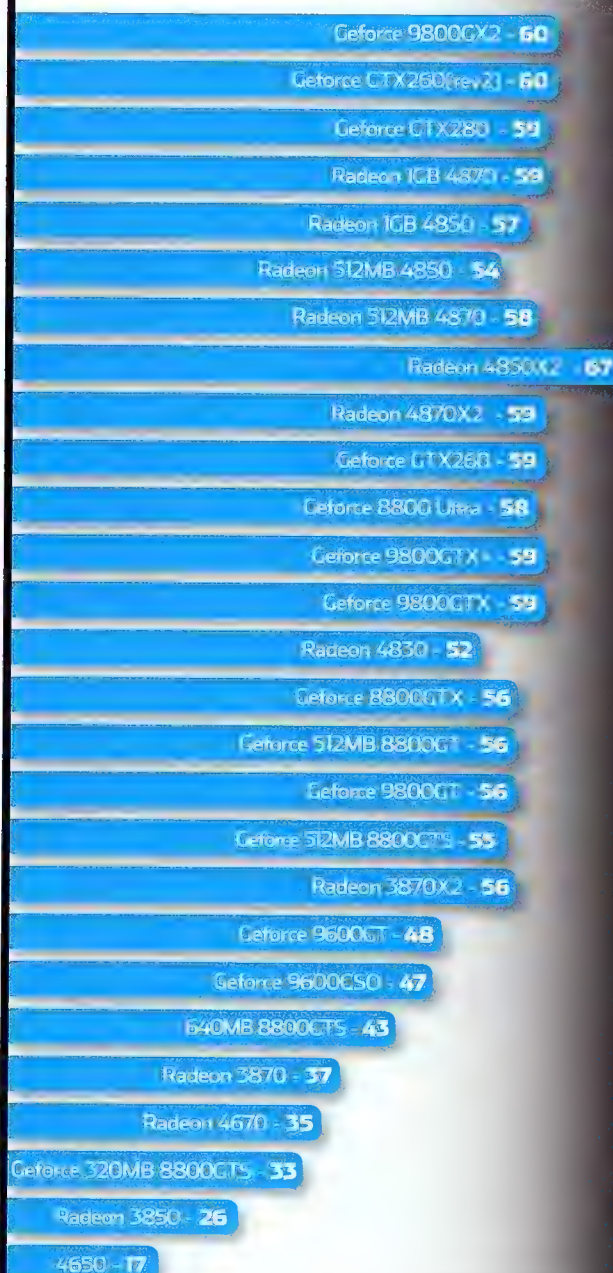 Geforce 9800GX2 - 60
Geforce GTX260(rev2) - 60
Geforce GTX280 - 59
Radeon 1GB 4870 - 59
Radeon 1GB 4850 - 57
Radeon 512MB 4850 - 54
Radeon 512MB 4870 - 58
Radeon 4850X2 - 67
Radeon 4870X2 - 59
Geforce GTX260 - 59
Geforce 8800 Ultra - 58
Geforce 9800GTX+ - 59
Geforce 9800GTX - 59
Radeon 4830 - 52
Geforce 8800GTX - 56
Geforce 512MB 8800GT - 56
Geforce 9800GT - 56
Geforce 512MB 8800GTS - 55
Radeon 3870X2 - 56
Geforce 9600GT - 48
Geforce 9600GSO - 47
640MB 8800GTS - 43
Radeon 3870 - 37
Radeon 4670 - 35
Geforce 320MB 8800GTS - 33
Radeon 3850 - 26
4650 - 17